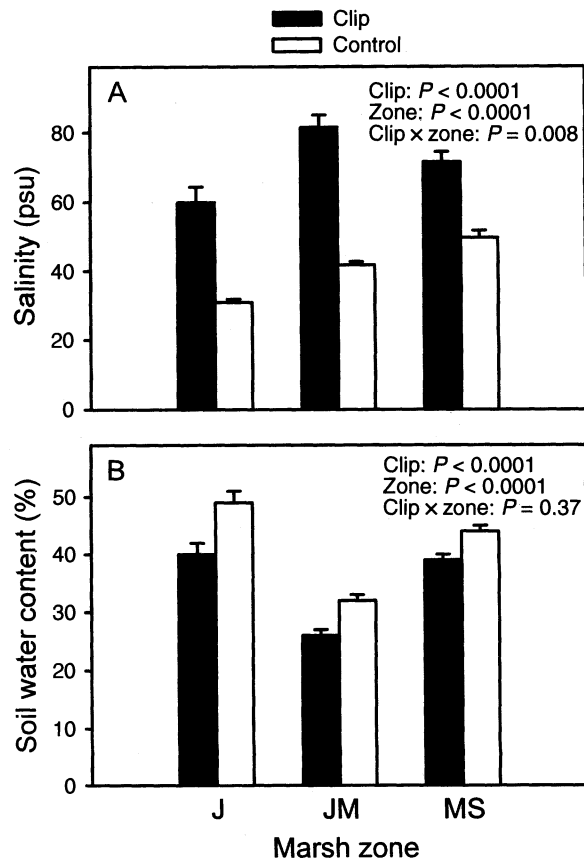 Clip
Control
A
Clip: P < 0.0001
Zone: P < 0.0001
Clip × zone: P = 0.008
80
60
40
20
0
Salinity (psu)
B
Clip: P < 0.0001
Zone: P < 0.0001
Clip × zone: P = 0.37
50
40
30
20
10
0
Soil water content (%)
J JM MS
Marsh zone